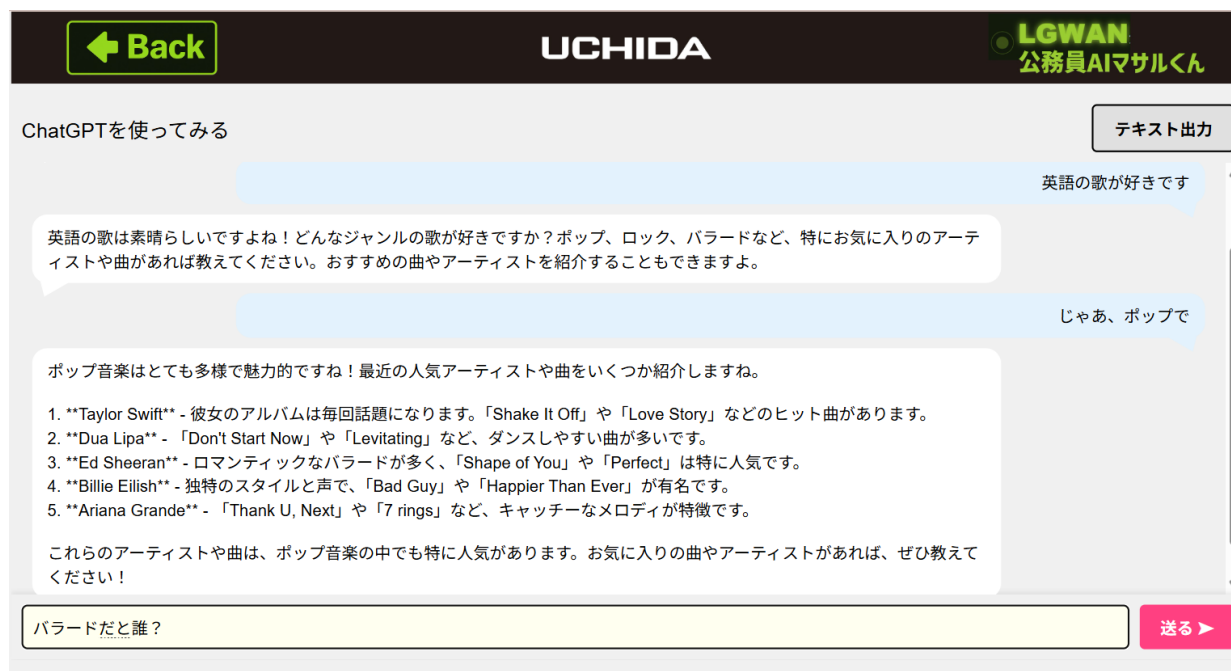 Back
UCHIDA
LGWAN
公務員AIマサルくん
ChatGPTを使ってみる
テキスト出力
英語の歌が好きです
英語の歌は素晴らしいですよね！どんなジャンルの歌が好きですか？ポップ、ロック、バラードなど、特にお気に入りのアーテ
ィストや曲があれば教えてください。おすすめの曲やアーティストを紹介することもできますよ。
じゃあ、ポップで
ポップ音楽はとても多様で魅力的ですね！最近の人気アーティストや曲をいくつか紹介しますね。
1. **Taylor Swift** - 彼女のアルバムは毎回話題になります。「Shake It Off」や「Love Story」などのヒット曲があります。
2. **Dua Lipa** - 「Don't Start Now」や「Levitating」など、ダンスしやすい曲が多いです。
3. **Ed Sheeran** - ロマンティックなバラードが多く、「Shape of You」や「Perfect」は特に人気です。
4. **Billie Eilish** - 独特のスタイルと声で、「Bad Guy」や「Happier Than Ever」が有名です。
5. **Ariana Grande** - 「Thank U, Next」や「7 rings」など、キャッチーなメロディが特徴です。
これらのアーティストや曲は、ポップ音楽の中でも特に人気があります。お気に入りの曲やアーティストがあれば、ぜひ教えて
ください！
バラードだと誰？
送る